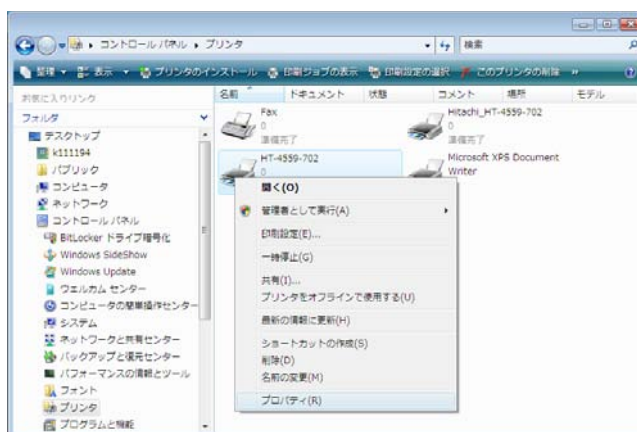 コントロール パネル ▸ プリンタ
検索
整理 表示 プリンタのインストール 印刷ジョブの表示 印刷設定の選択 このプリンタの削除 »
お気に入りリンク
フォルダ
デスクトップ
k111194
パブリック
コンピュータ
ネットワーク
コントロール パネル
BitLocker ドライブ暗号化
Windows SideShow
Windows Update
ウェルカム センター
コンピュータの簡単操作センター
システム
ネットワークと共有センター
バックアップと復元センター
パフォーマンスの情報とツール
フォント
プリンタ
プログラムと機能
名前 ドキュメント 状態 コメント 場所 モデル
Fax
0
準備完了
Hitachi_HT-4559-702
0
準備完了
HT-4559-702
Microsoft XPS Document
Writer
開く(O)
管理者として実行(A)
印刷設定(E)...
一時停止(G)
共有(I)...
プリンタをオフラインで使用する(U)
最新の情報に更新(H)
ショートカットの作成(S)
削除(D)
名前の変更(M)
プロパティ(R)